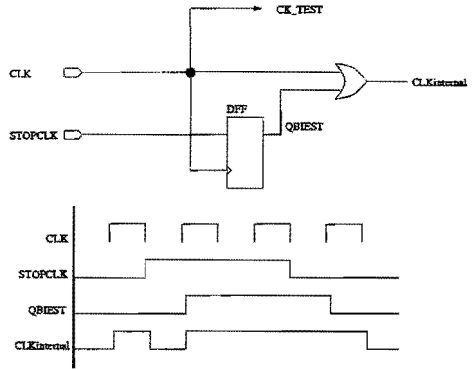 CK_TEST
CLK
CLKinternal
DFF
STOPCLK
QBIEST
CLK
STOPCLK
QBIEST
CLKinternal